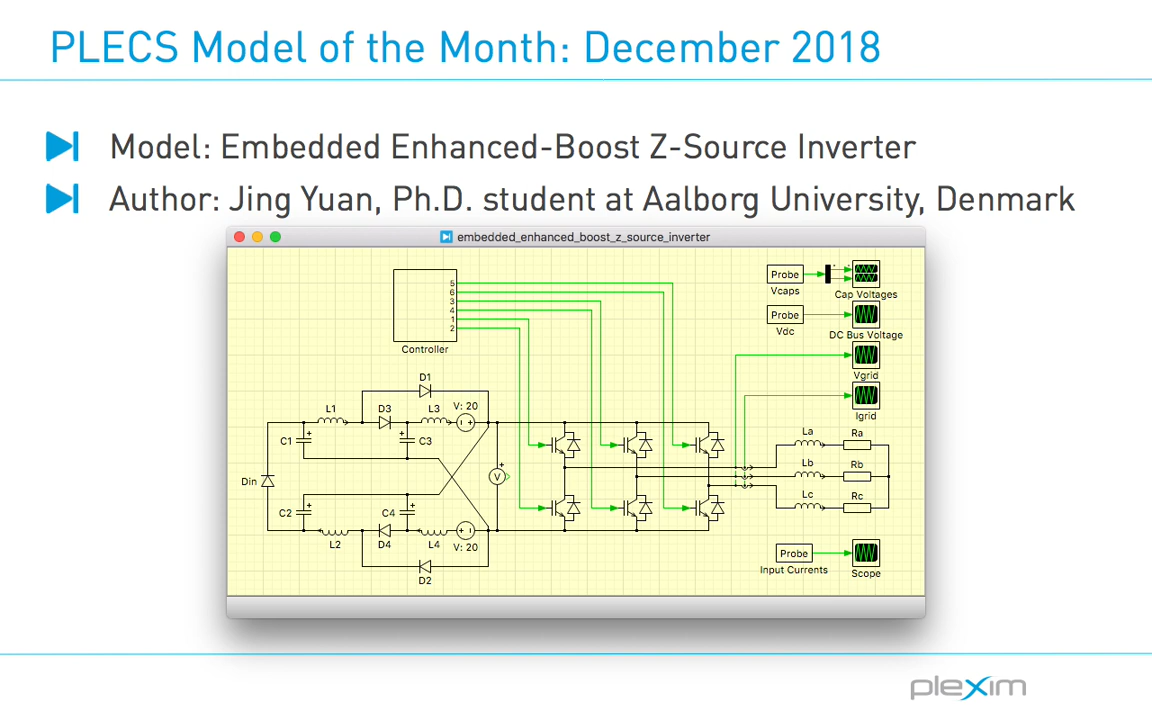 PLECS Model of the Month: December 2018
Model: Embedded Enhanced-Boost Z-Source Inverter
Author: Jing Yuan, Ph.D. student at Aalborg University, Denmark
embedded_enhanced_boost_z_source_inverter
5
6
3
4
1
2
Controller
Probe
Vcaps
Cap Voltages
Probe
Vdc
DC Bus Voltage
Vgrid
Igrid
D1
L1
D3
L3
V: 20
C1
C3
Din
V
C2
C4
L2
D4
L4
V: 20
D2
La
Ra
Lb
Rb
Lc
Rc
Probe
Input Currents
Scope
plexim